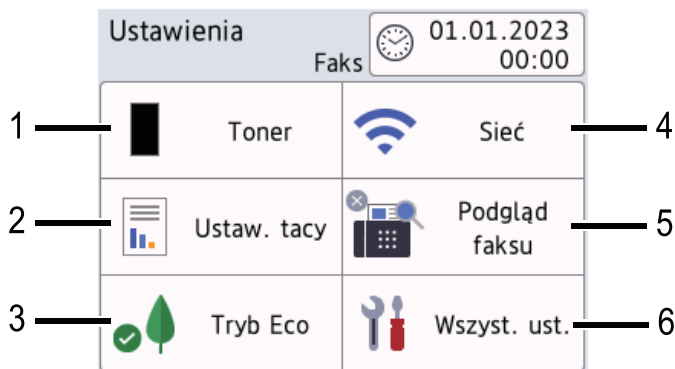 Ustawienia
Faks
01.01.2023
00:00
1
Toner
Sieć
4
2
Ustaw. tacy
Podgląd
faksu
5
3
Tryb Eco
Wszyst. ust.
6